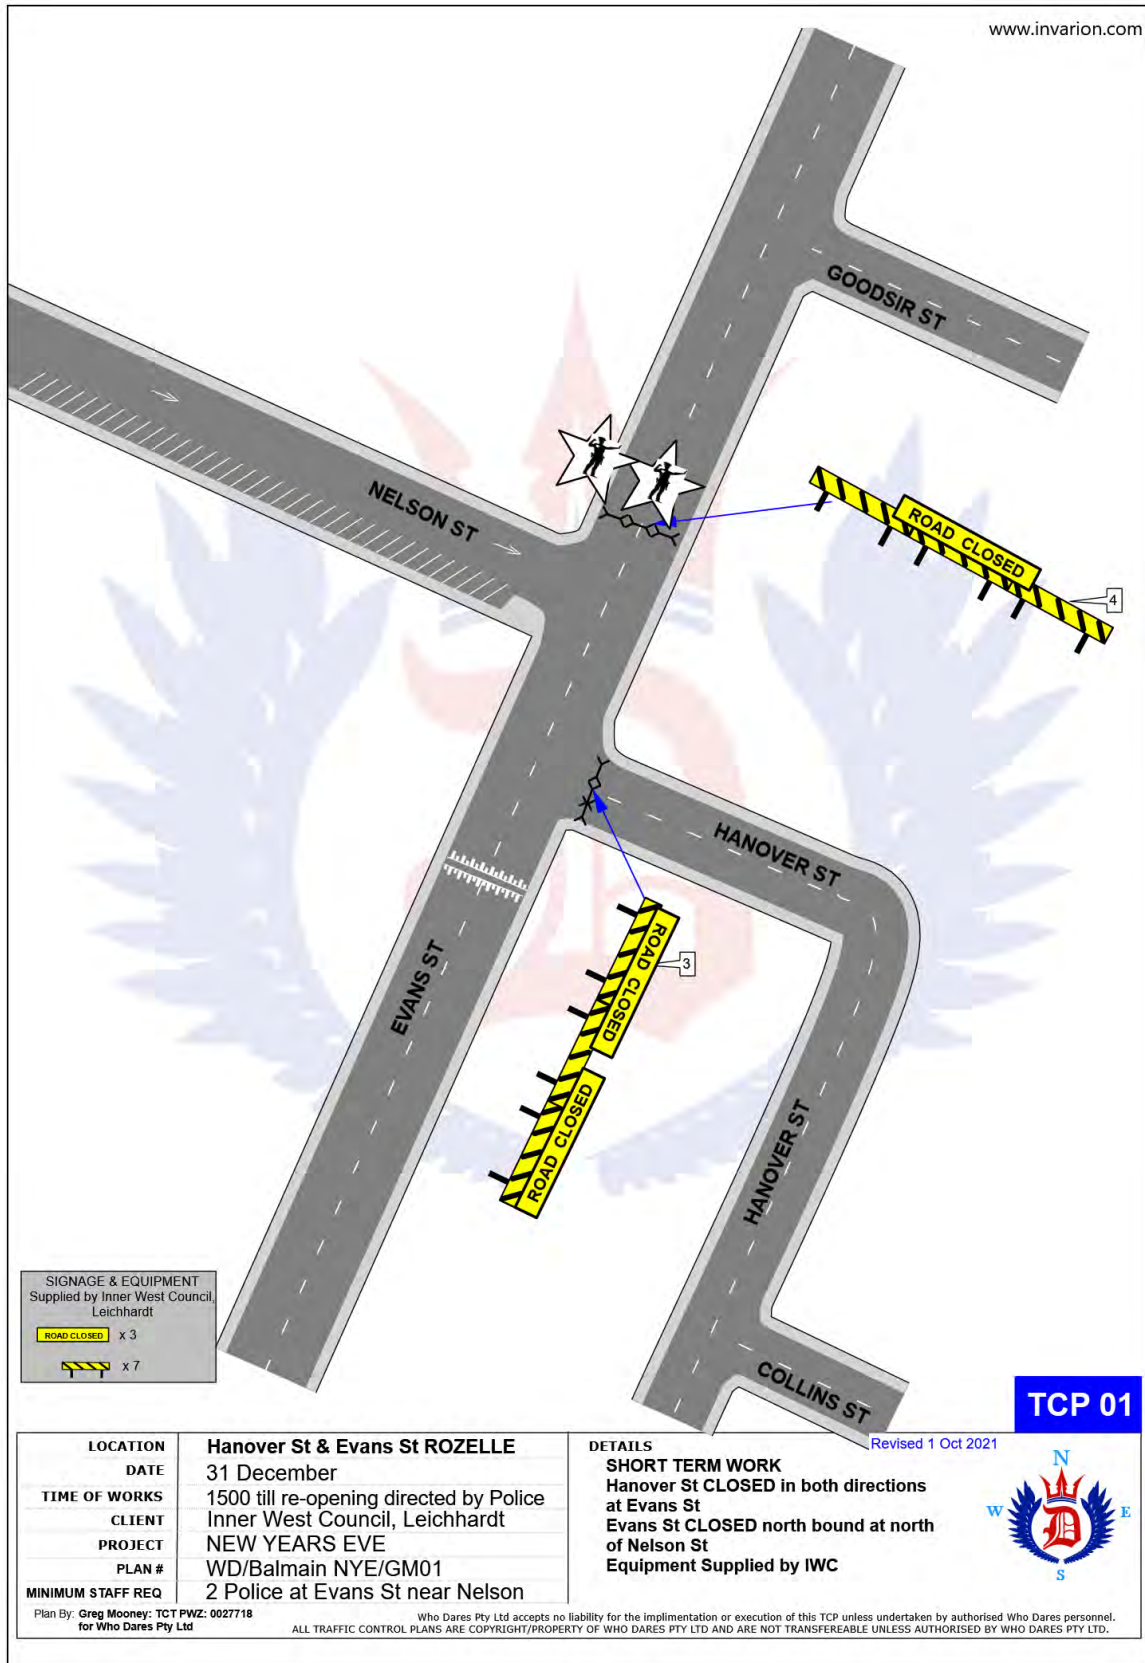 www.invarion.com
GOODSIR ST
NELSON ST
ROAD CLOSED
4
HANOVER ST
ROAD CLOSED
3
ROAD CLOSED
EVANS ST
HANOVER ST
COLLINS ST
SIGNAGE & EQUIPMENT
Supplied by Inner West Council,
Leichhardt
ROAD CLOSED x 3
x 7
TCP 01
Revised 1 Oct 2021
LOCATION Hanover St & Evans St ROZELLE
DATE 31 December
TIME OF WORKS 1500 till re-opening directed by Police
CLIENT Inner West Council, Leichhardt
PROJECT NEW YEARS EVE
PLAN # WD/Balmain NYE/GM01
MINIMUM STAFF REQ 2 Police at Evans St near Nelson
DETAILS
SHORT TERM WORK
Hanover St CLOSED in both directions
at Evans St
Evans St CLOSED north bound at north
of Nelson St
Equipment Supplied by IWC
N
W E
D
S
Plan By: Greg Mooney: TCT PWZ: 0027718
for Who Dares Pty Ltd
Who Dares Pty Ltd accepts no liability for the implimentation or execution of this TCP unless undertaken by authorised Who Dares personnel.
ALL TRAFFIC CONTROL PLANS ARE COPYRIGHT/PROPERTY OF WHO DARES PTY LTD AND ARE NOT TRANSFEREABLE UNLESS AUTHORISED BY WHO DARES PTY LTD.